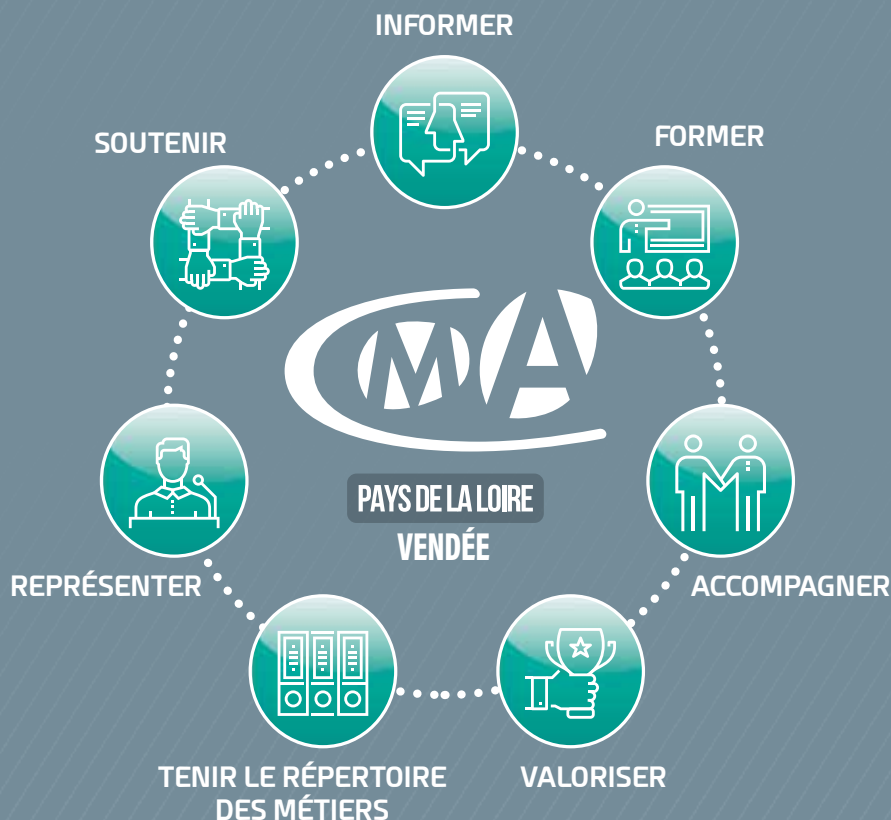 INFORMER
SOUTENIR
FORMER
CMA
PAYS DE LA LOIRE
VENDÉE
REPRÉSENTER
ACCOMPAGNER
TENIR LE RÉPERTOIRE
DES MÉTIERS
VALORISER